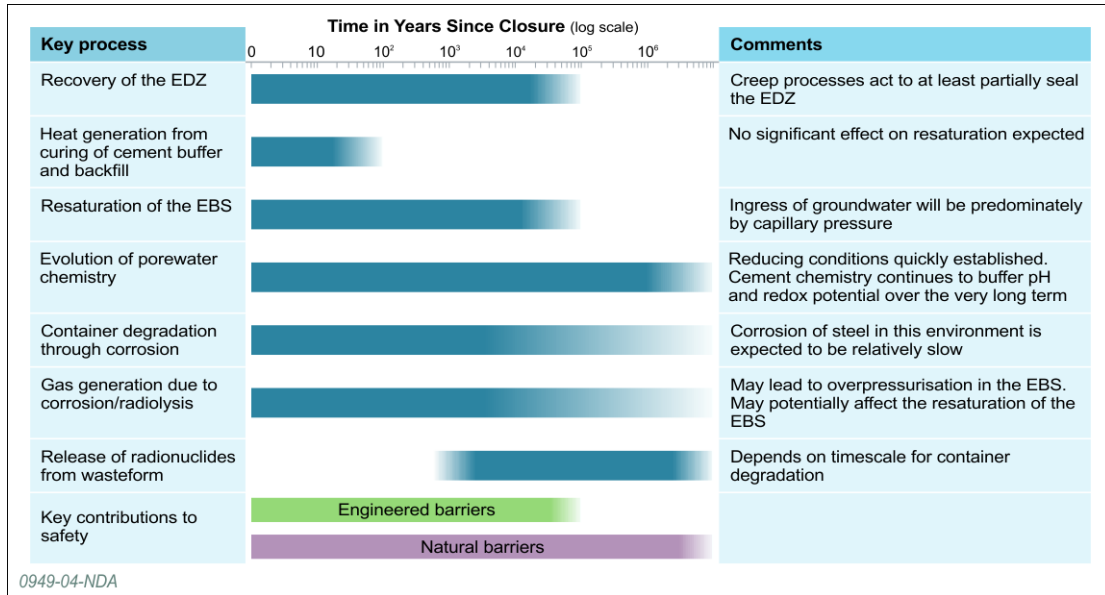 Time in Years Since Closure (log scale)
Key process
0 10 10² 10³ 10⁴ 10⁵ 10⁶
Comments
Recovery of the EDZ
Creep processes act to at least partially seal
the EDZ
Heat generation from
curing of cement buffer
and backfill
No significant effect on resaturation expected
Resaturation of the EBS
Ingress of groundwater will be predominately
by capillary pressure
Evolution of porewater
chemistry
Reducing conditions quickly established.
Cement chemistry continues to buffer pH
and redox potential over the very long term
Container degradation
through corrosion
Corrosion of steel in this environment is
expected to be relatively slow
Gas generation due to
corrosion/radiolysis
May lead to overpressurisation in the EBS.
May potentially affect the resaturation of the
EBS
Release of radionuclides
from wasteform
Depends on timescale for container
degradation
Key contributions to
safety
Engineered barriers
Natural barriers
0949-04-NDA